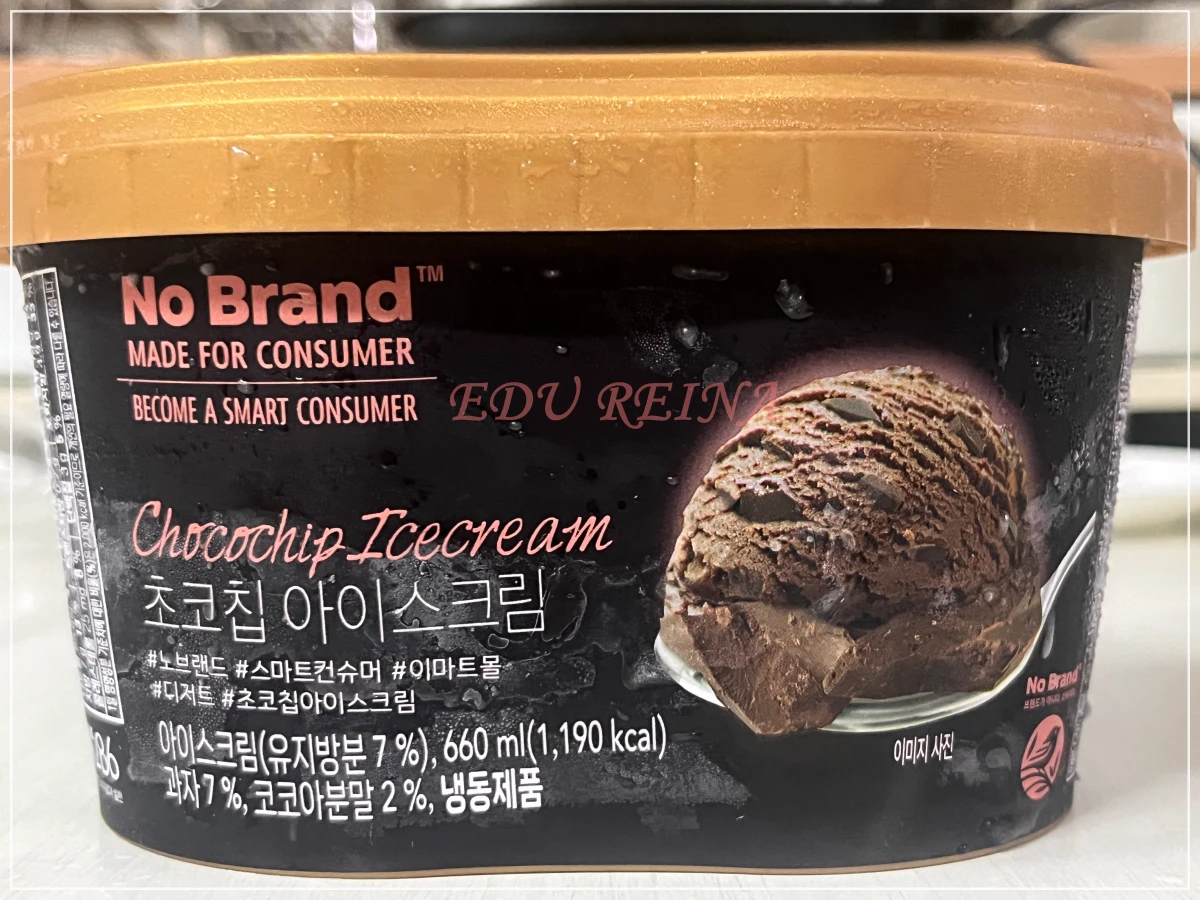 No Brand™
MADE FOR CONSUMER
BECOME A SMART CONSUMER
EDU REINA
Chocochip Icecream
초코칩 아이스크림
#노브랜드 #스마트컨슈머 #이마트몰
#디저트 #초코칩아이스크림
아이스크림(유지방분 7 %), 660 ml(1,190 kcal)
과자 7 %, 코코아분말 2 %, 냉동제품
이미지 사진
No Brand